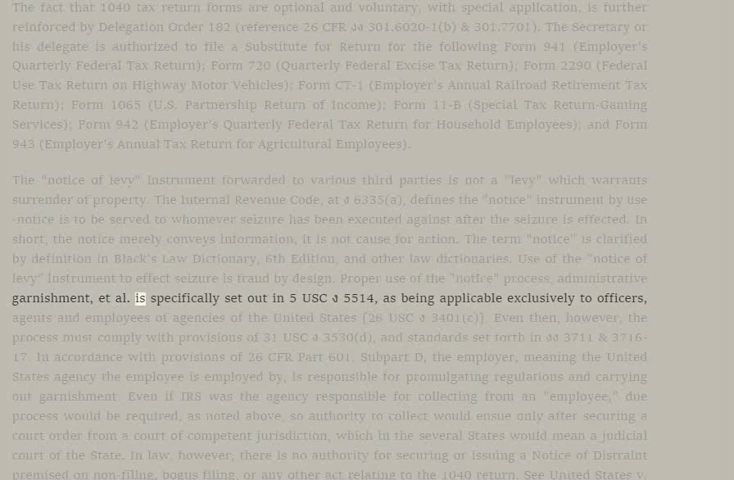 The fact that 1040 tax return forms are optional and voluntary, with special application, is further
reinforced by Delegation Order 182 (reference 26 CFR §§ 301.6020-1(b) & 301.7701). The Secretary or
his delegate is authorized to file a Substitute for Return for the following Form 941 (Employer's
Quarterly Federal Tax Return); Form 720 (Quarterly Federal Excise Tax Return); Form 2290 (Federal
Use Tax Return on Highway Motor Vehicles); Form CT-1 (Employer's Annual Railroad Retirement Tax
Return); Form 1065 (U.S. Partnership Return of Income); Form 11-B (Special Tax Return-Gaming
Services); Form 942 (Employer's Quarterly Federal Tax Return for Household Employees); and Form
943 (Employer's Annual Tax Return for Agricultural Employees).
The "notice of levy" instrument forwarded to various third parties is not a "levy" which warrants
surrender of property. The Internal Revenue Code, at § 6335(a), defines the "notice" instrument by use
-notice is to be served to whomever seizure has been executed against after the seizure is effected. In
short, the notice merely conveys information, it is not cause for action. The term "notice" is clarified
by definition in Black's Law Dictionary, 6th Edition, and other law dictionaries. Use of the "notice of
levy" instrument to effect seizure is fraud by design. Proper use of the "notice" process, administrative
garnishment, et al. is specifically set out in 5 USC § 5514, as being applicable exclusively to officers,
agents and employees of agencies of the United States (26 USC § 3401(c)) Even then, however, the
process must comply with provisions of 31 USC § 3530(d), and standards set forth in §§ 3711 & 3716-
17. In accordance with provisions of 26 CFR Part 601, Subpart D, the employer, meaning the United
States agency the employee is employed by, is responsible for promulgating regulations and carrying
out garnishment. Even if IRS was the agency responsible for collecting from an "employee," due
process would be required, as noted above, so authority to collect would ensue only after securing a
court order from a court of competent jurisdiction, which in the several States would mean a judicial
court of the State. In law, however, there is no authority for securing or issuing a Notice of Distraint
premised on non-filing, bogus filing, or any other act relating to the 1040 return. See United States v.